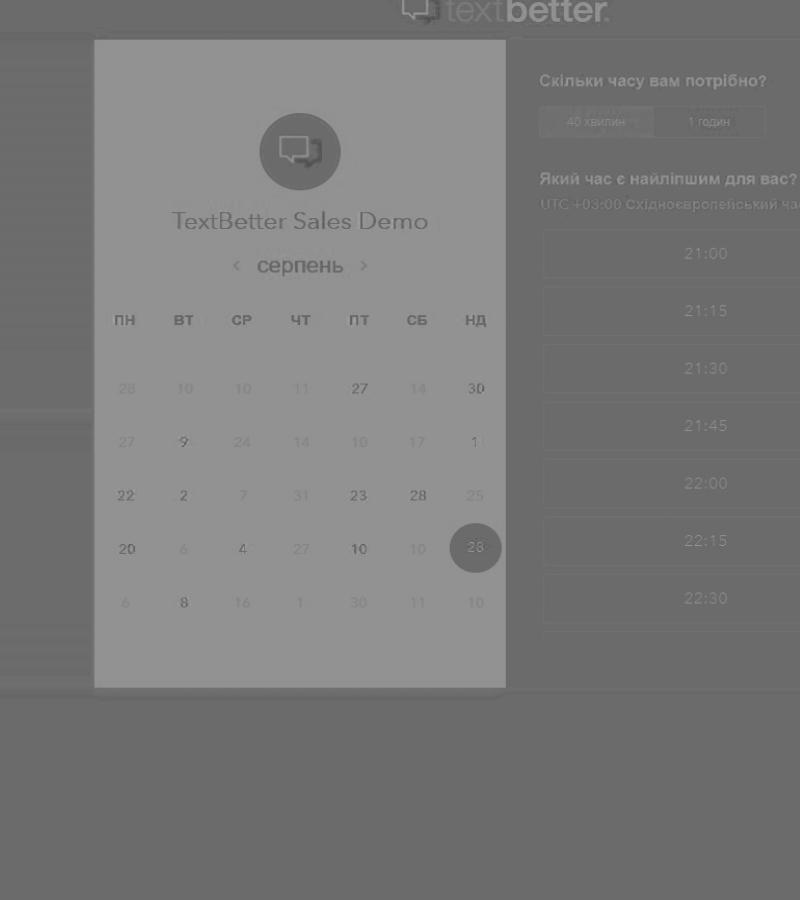 textbetter.
TextBetter Sales Demo
‹ серпень ›
ПН ВТ СР ЧТ ПТ СБ НД
28 10 10 11 27 14 30
27 9 24 14 10 17 1
22 2 7 31 23 28 25
20 6 4 27 10 10 28
6 8 16 1 30 11 10
Скільки часу вам потрібно?
40 хвилин 1 годин
Який час є найліпшим для вас?
UTC +03:00 Східноєвропейський час
21:00
21:15
21:30
21:45
22:00
22:15
22:30